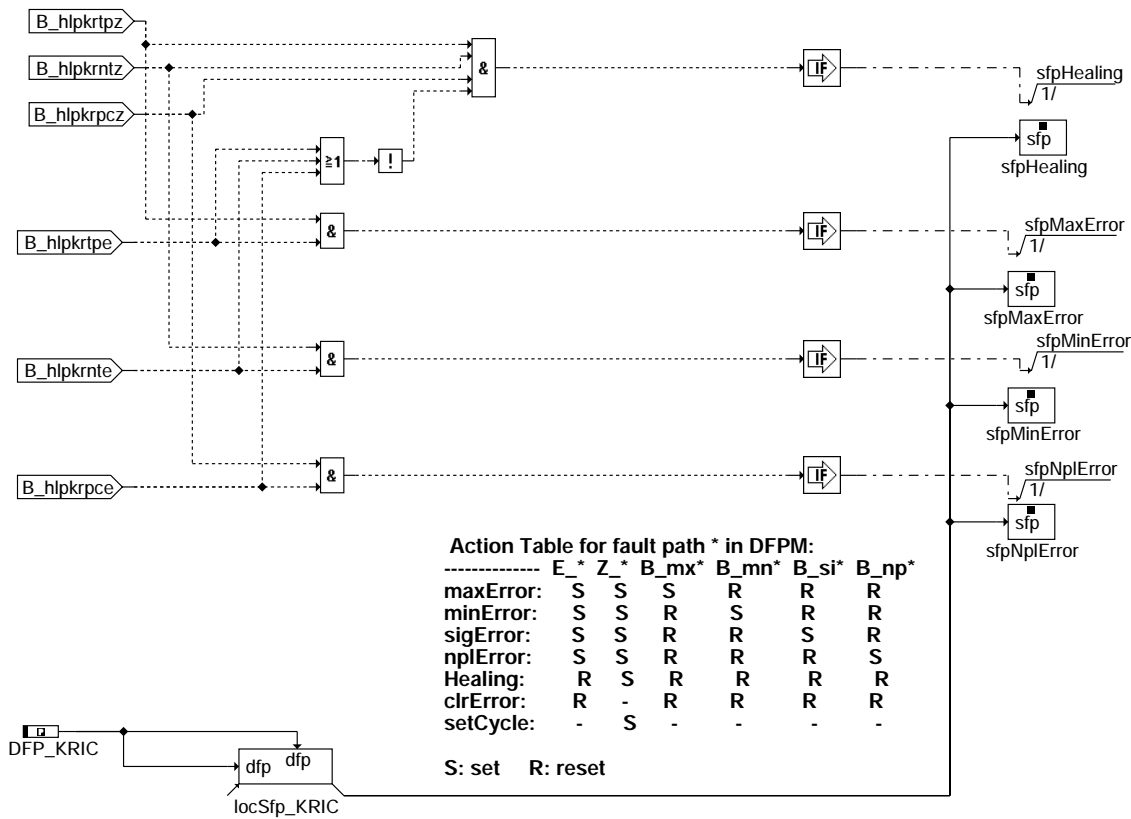 B_hlpkrtpz
B_hlpkrntz
B_hlpkrpcz
&
IF
sfpHealing
1/
sfp
sfpHealing
≧1
!
B_hlpkrtpe
&
IF
sfpMaxError
1/
sfp
sfpMaxError
B_hlpkrnte
&
IF
sfpMinError
1/
sfp
sfpMinError
B_hlpkrpce
&
IF
sfpNplError
1/
sfp
sfpNplError
Action Table for fault path * in DFPM:
-------------- E_* Z_* B_mx* B_mn* B_si* B_np*
maxError: S S S R R R
minError: S S R S R R
sigError: S S R R S R
nplError: S S R R R S
Healing: R S R R R R
clrError: R - R R R R
setCycle: - S - - - -
S: set R: reset
DFP_KRIC
dfp dfp
locSfp_KRIC